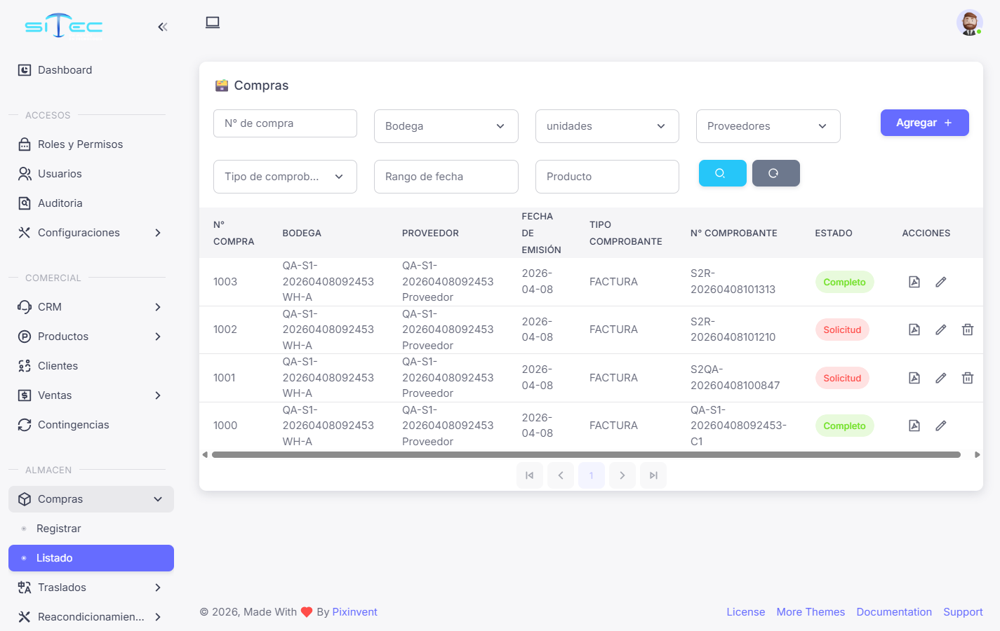 SITEC
Dashboard
ACCESOS
Roles y Permisos
Usuarios
Auditoria
Configuraciones
COMERCIAL
CRM
Productos
Clientes
Ventas
Contingencias
ALMACEN
Compras
Registrar
Listado
Traslados
Reacondicionamien...
Compras
N° de compra
Bodega
unidades
Proveedores
Agregar +
Tipo de comprob...
Rango de fecha
Producto
N°
COMPRA
BODEGA
PROVEEDOR
FECHA
DE
EMISIÓN
TIPO
COMPROBANTE
N° COMPROBANTE
ESTADO
ACCIONES
1003
QA-S1-
20260408092453
WH-A
QA-S1-
20260408092453
Proveedor
2026-
04-08
FACTURA
S2R-
20260408101313
Completo
1002
QA-S1-
20260408092453
WH-A
QA-S1-
20260408092453
Proveedor
2026-
04-08
FACTURA
S2R-
20260408101210
Solicitud
1001
QA-S1-
20260408092453
WH-A
QA-S1-
20260408092453
Proveedor
2026-
04-08
FACTURA
S2QA-
20260408100847
Solicitud
1000
QA-S1-
20260408092453
WH-A
QA-S1-
20260408092453
Proveedor
2026-
04-08
FACTURA
QA-S1-
20260408092453-
C1
Completo
1
© 2026, Made With ❤️ By Pixinvent
License
More Themes
Documentation
Support